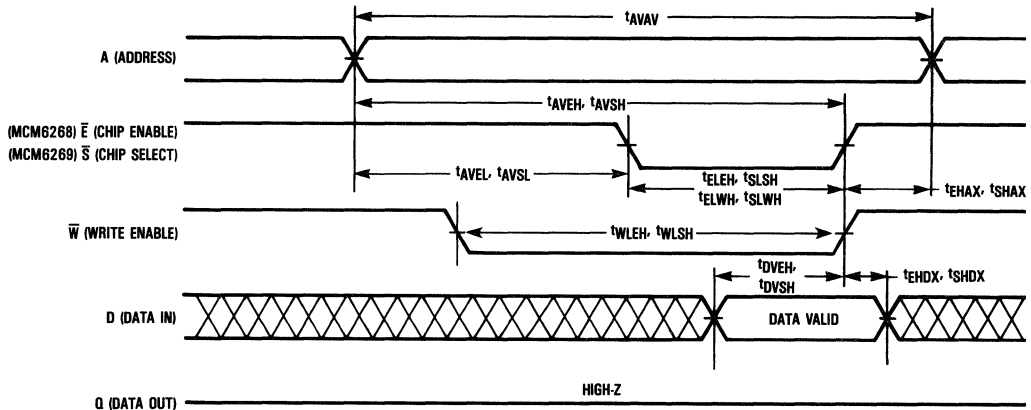 tAVAV
A (ADDRESS)
tAVEH, tAVSH
(MCM6268) E̅ (CHIP ENABLE)
(MCM6269) S̅ (CHIP SELECT)
tAVEL, tAVSL
tELEH, tSLSH
tELWH, tSLWH
tEHAX, tSHAX
W̅ (WRITE ENABLE)
tWLEH, tWLSH
tDVEH,
tDVSH
tEHDX, tSHDX
D (DATA IN)
DATA VALID
HIGH-Z
Q (DATA OUT)